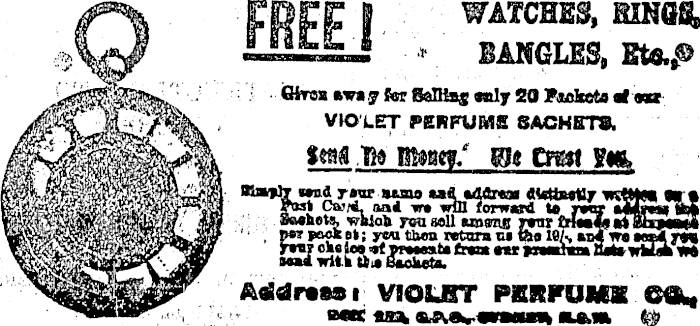 FREE!
WATCHES, RINGS,
BANGLES, Etc.,
Given away for Selling only 20 Packets of our
VIOLET PERFUME SACHETS.
Send No Money. We Trust You.
Simply send your name and address distinctly written on a
Post Card, and we will forward to your address the
Sachets, which you sell among your friends at Sixpence
per packet; you then return us the 10/-, and we send you
your choice of presents from our premium lists which we
send with the Sachets.
Address: VIOLET PERFUME CO.,
BOX G.P.O., SYDNEY, N.S.W.